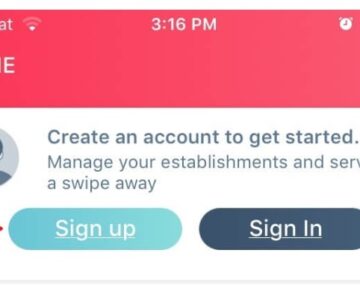 at 3:16 PM
E
Create an account to get started.
Manage your establishments and serv
a swipe away
Sign up Sign In